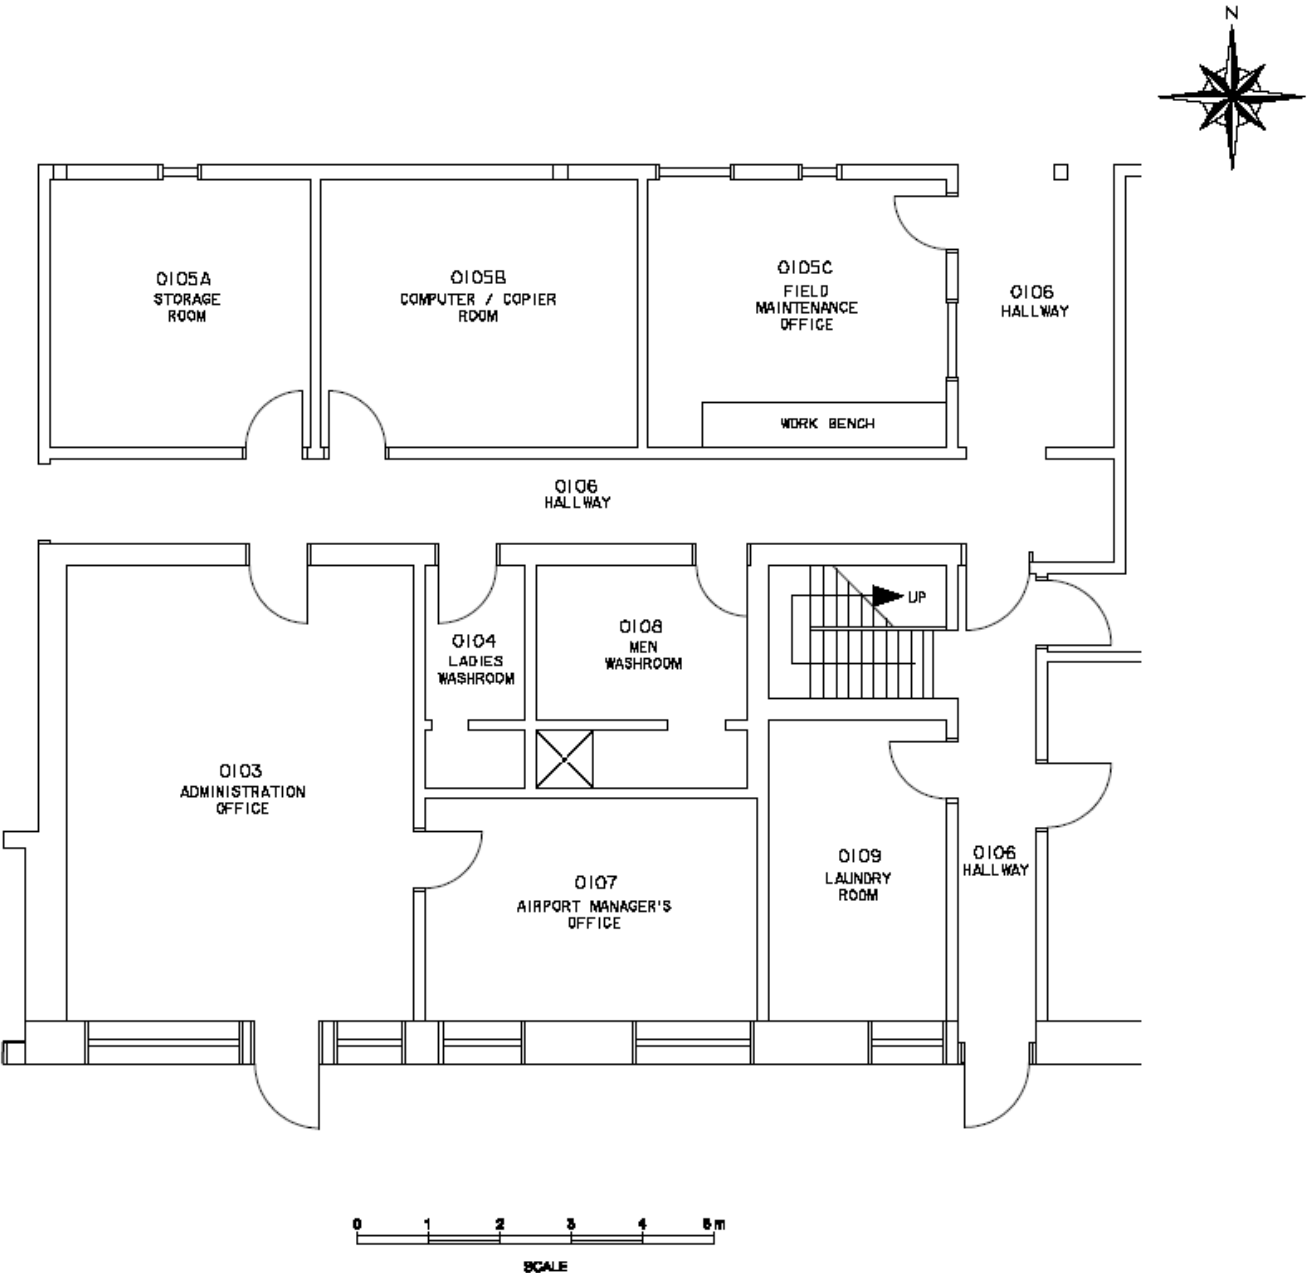 N
0105A
STORAGE
ROOM
0105B
COMPUTER / COPIER
ROOM
0105C
FIELD
MAINTENANCE
OFFICE
0106
HALLWAY
WORK BENCH
0106
HALLWAY
UP
0104
LADIES
WASHROOM
0108
MEN
WASHROOM
0103
ADMINISTRATION
OFFICE
0107
AIRPORT MANAGER'S
OFFICE
0109
LAUNDRY
ROOM
0106
HALLWAY
0 1 2 3 4 5m
SCALE